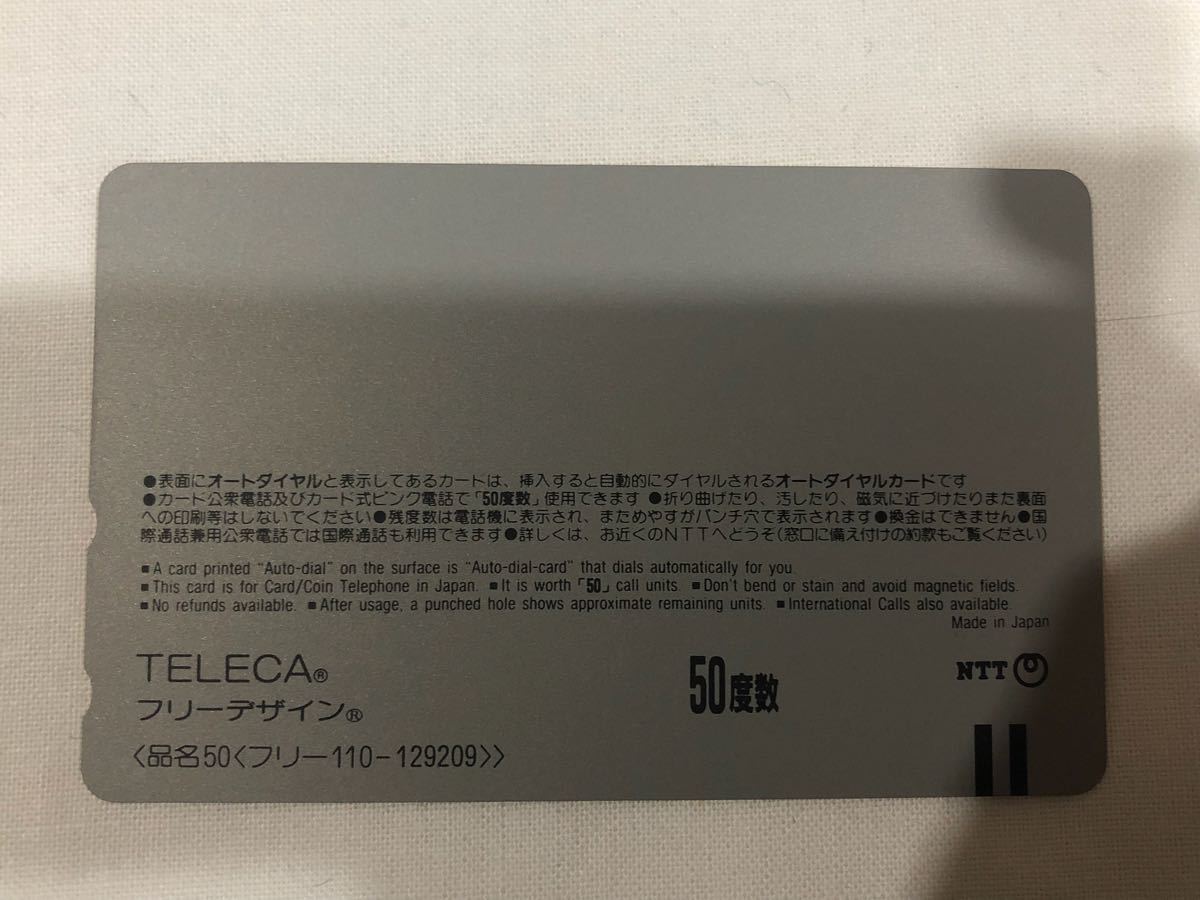 ●表面にオートダイヤルと表示してあるカードは、挿入すると自動的にダイヤルされるオートダイヤルカードです
●カード公衆電話及びカード式ピンク電話で「50度数」使用できます ●折り曲げたり、汚したり、磁気に近づけたりまた裏面
への印刷等はしないでください●残度数は電話機に表示され、まためやすがパンチ穴で表示されます●換金はできません●国
際通話兼用公衆電話では国際通話も利用できます●詳しくは、お近くのNTTへどうぞ(窓口に備え付けの約款もご覧ください)
■A card printed "Auto-dial" on the surface is "Auto-dial-card" that dials automatically for you.
■This card is for Card/Coin Telephone in Japan. ■It is worth「50」call units. ■Don't bend or stain and avoid magnetic fields.
■No refunds available. ■After usage, a punched hole shows approximate remaining units. ■International Calls also available.
Made in Japan
TELECA®
フリーデザイン®
50度数
NTT
〈品名50〈フリー110-129209〉〉